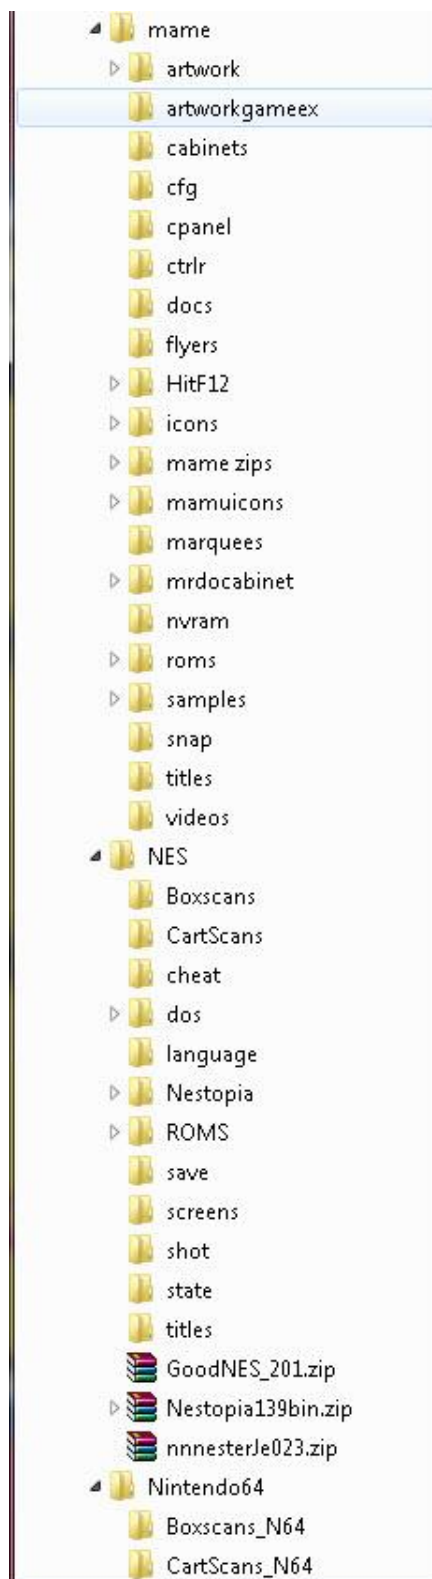 mame
artwork
artworkgameex
cabinets
cfg
cpanel
ctrlr
docs
flyers
HitF12
icons
mame zips
mamuicons
marquees
mrdocabinet
nvram
roms
samples
snap
titles
videos
NES
Boxscans
CartScans
cheat
dos
language
Nestopia
ROMS
save
screens
shot
state
titles
GoodNES_201.zip
Nestopia139bin.zip
nnnesterJe023.zip
Nintendo64
Boxscans_N64
CartScans_N64